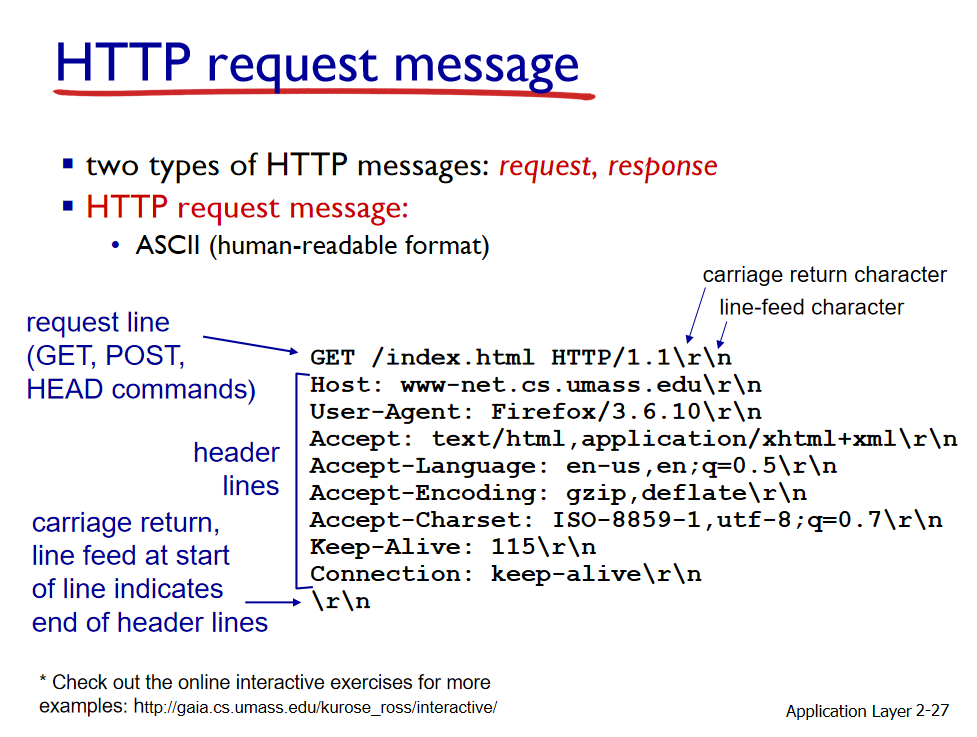 HTTP request message
two types of HTTP messages: request, response
HTTP request message:
ASCII (human-readable format)
carriage return character
line-feed character
request line
(GET, POST,
HEAD commands)
GET /index.html HTTP/1.1\r\n
Host: www-net.cs.umass.edu\r\n
User-Agent: Firefox/3.6.10\r\n
Accept: text/html,application/xhtml+xml\r\n
Accept-Language: en-us,en;q=0.5\r\n
Accept-Encoding: gzip,deflate\r\n
Accept-Charset: ISO-8859-1,utf-8;q=0.7\r\n
Keep-Alive: 115\r\n
Connection: keep-alive\r\n
\r\n
header
lines
carriage return,
line feed at start
of line indicates
end of header lines
* Check out the online interactive exercises for more
examples: http://gaia.cs.umass.edu/kurose_ross/interactive/
Application Layer 2-27